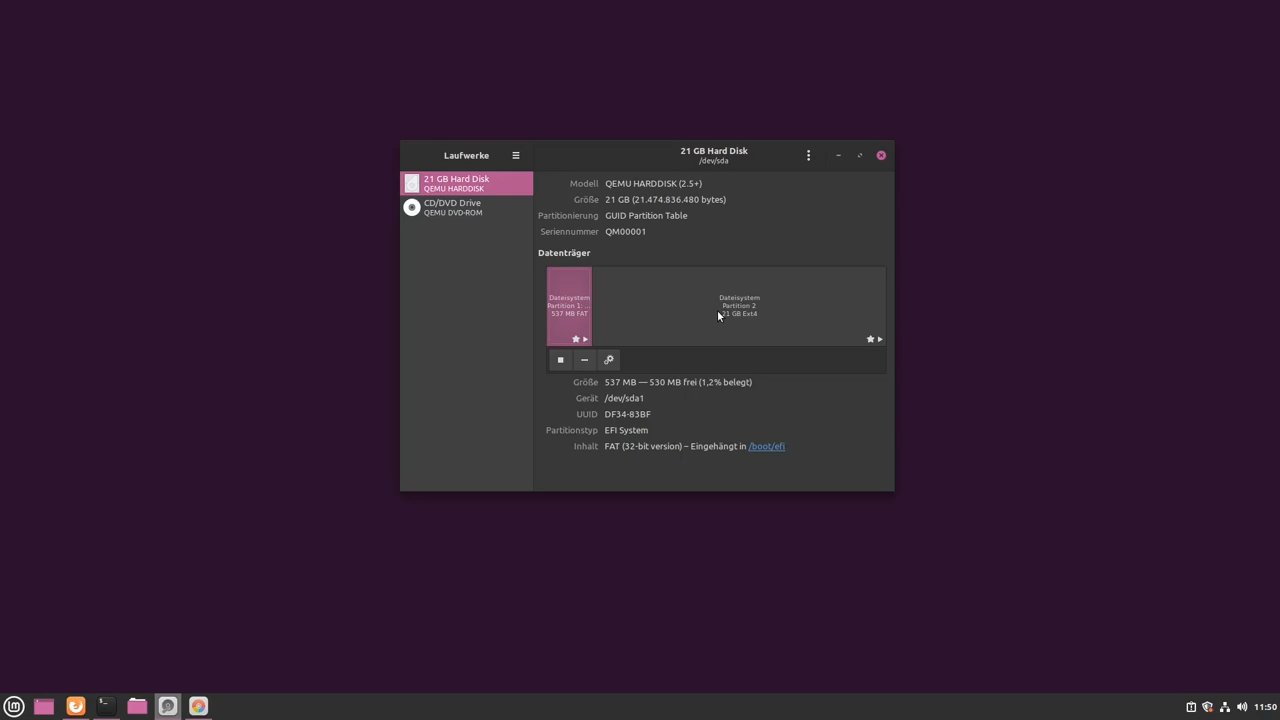 Laufwerke
21 GB Hard Disk
/dev/sda
21 GB Hard Disk
QEMU HARDDISK
CD/DVD Drive
QEMU DVD-ROM
Modell QEMU HARDDISK (2.5+)
Größe 21 GB (21.474.836.480 bytes)
Partitionierung GUID Partition Table
Seriennummer QM00001
Datenträger
Dateisystem
Partition 1: ...
537 MB FAT
Dateisystem
Partition 2
21 GB Ext4
Größe 537 MB — 530 MB frei (1,2% belegt)
Gerät /dev/sda1
UUID DF34-83BF
Partitionstyp EFI System
Inhalt FAT (32-bit version) – Eingehängt in /boot/efi
11:50